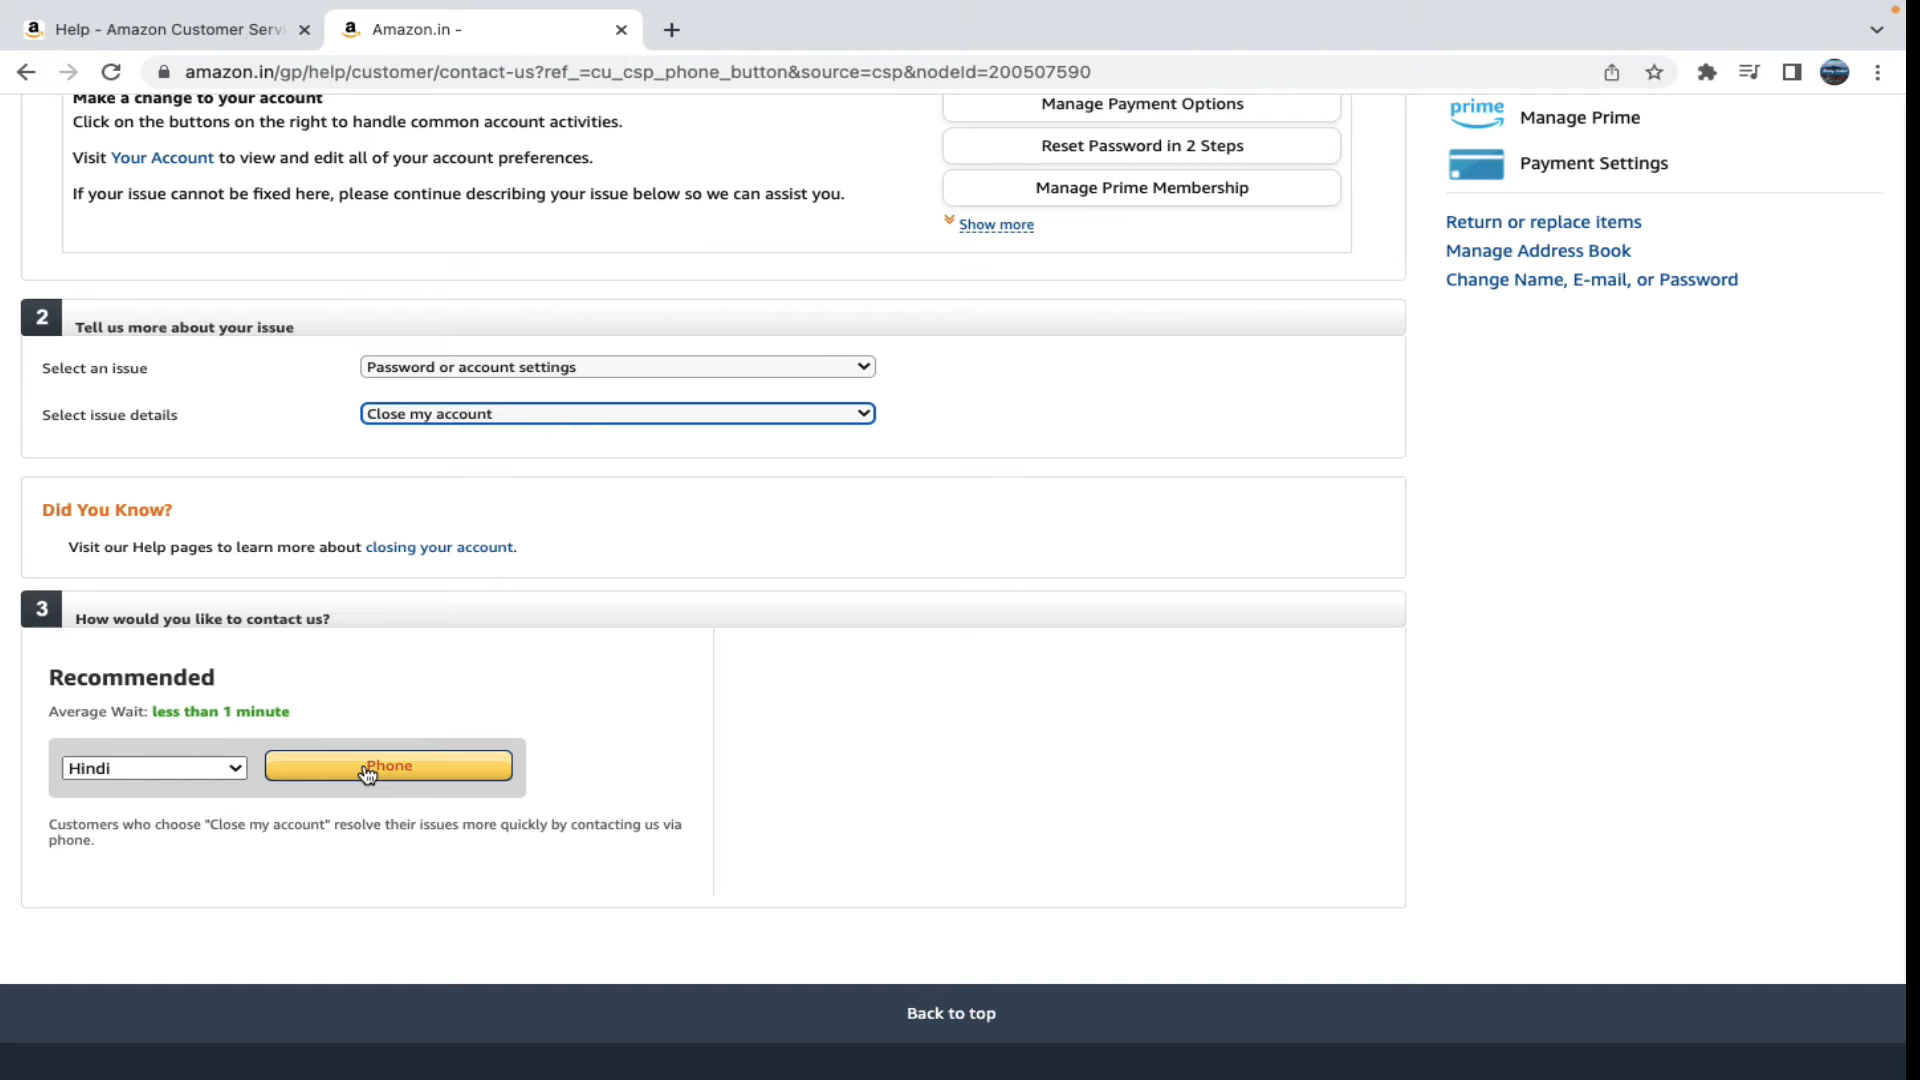 Help - Amazon Customer Servi
Amazon.in -
amazon.in/gp/help/customer/contact-us?ref_=cu_csp_phone_button&source=csp&nodeId=200507590
Make a change to your account
Click on the buttons on the right to handle common account activities.
Visit Your Account to view and edit all of your account preferences.
If your issue cannot be fixed here, please continue describing your issue below so we can assist you.
Manage Payment Options
Reset Password in 2 Steps
Manage Prime Membership
Show more
prime Manage Prime
Payment Settings
Return or replace items
Manage Address Book
Change Name, E-mail, or Password
2 Tell us more about your issue
Select an issue Password or account settings
Select issue details Close my account
Did You Know?
Visit our Help pages to learn more about closing your account.
3 How would you like to contact us?
Recommended
Average Wait: less than 1 minute
Hindi Phone
Customers who choose "Close my account" resolve their issues more quickly by contacting us via
phone.
Back to top